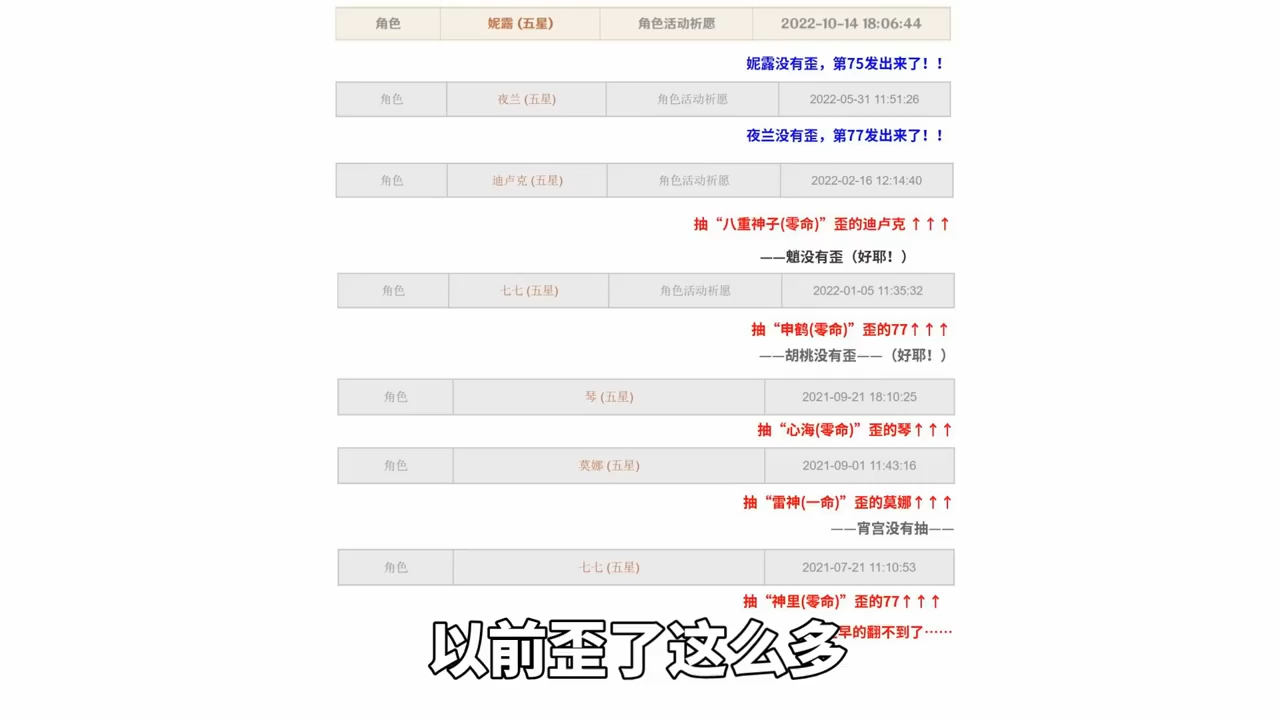 角色 妮露 (五星) 角色活动祈愿 2022-10-14 18:06:44
妮露没有歪，第75发出来了！！
角色 夜兰 (五星) 角色活动祈愿 2022-05-31 11:51:26
夜兰没有歪，第77发出来了！！
角色 迪卢克 (五星) 角色活动祈愿 2022-02-16 12:14:40
抽“八重神子(零命)”歪的迪卢克 ↑↑↑
——魈没有歪（好耶！）
角色 七七 (五星) 角色活动祈愿 2022-01-05 11:35:32
抽“申鹤(零命)”歪的77↑↑↑
——胡桃没有歪——（好耶！）
角色 琴 (五星) 2021-09-21 18:10:25
抽“心海(零命)”歪的琴↑↑↑
角色 莫娜 (五星) 2021-09-01 11:43:16
抽“雷神(一命)”歪的莫娜↑↑↑
——宵宫没有抽——
角色 七七 (五星) 2021-07-21 11:10:53
抽“神里(零命)”歪的77↑↑↑
早的翻不到了……
以前歪了这么多